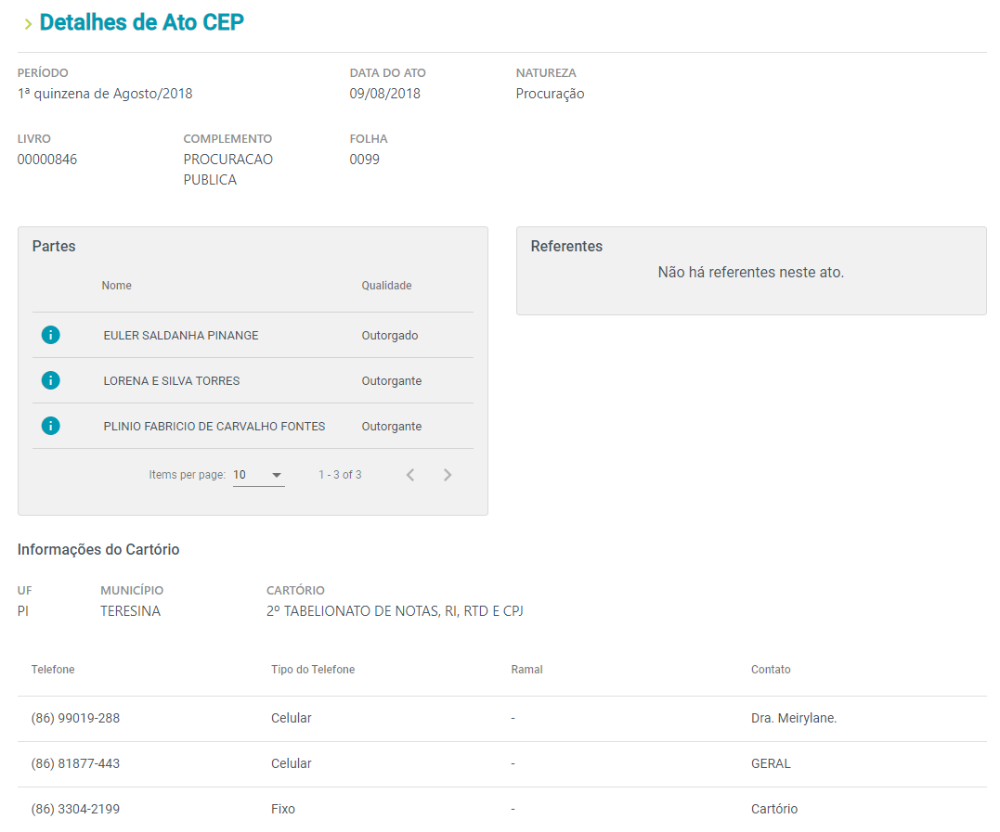 Detalhes de Ato CEP
PERÍODO DATA DO ATO NATUREZA
1ª quinzena de Agosto/2018 09/08/2018 Procuração
LIVRO COMPLEMENTO FOLHA
00000846 PROCURACAO 0099
PUBLICA
Partes
Nome Qualidade
EULER SALDANHA PINANGE Outorgado
LORENA E SILVA TORRES Outorgante
PLINIO FABRICIO DE CARVALHO FONTES Outorgante
Items per page: 10 1 - 3 of 3
Referentes
Não há referentes neste ato.
Informações do Cartório
UF MUNICÍPIO CARTÓRIO
PI TERESINA 2º TABELIONATO DE NOTAS, RI, RTD E CPJ
Telefone Tipo do Telefone Ramal Contato
(86) 99019-288 Celular - Dra. Meirylane.
(86) 81877-443 Celular - GERAL
(86) 3304-2199 Fixo - Cartório